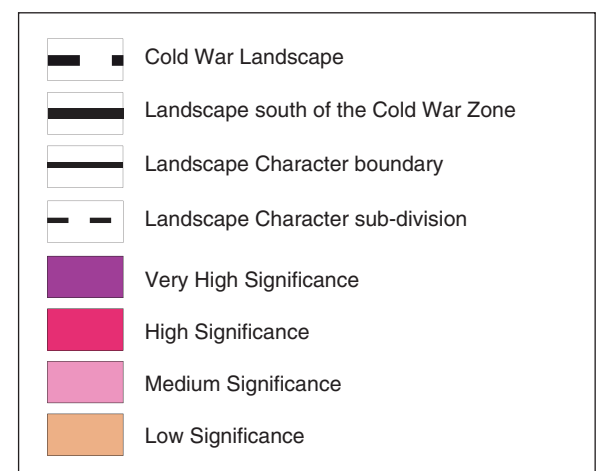 Cold War Landscape
Landscape south of the Cold War Zone
Landscape Character boundary
Landscape Character sub-division
Very High Significance
High Significance
Medium Significance
Low Significance